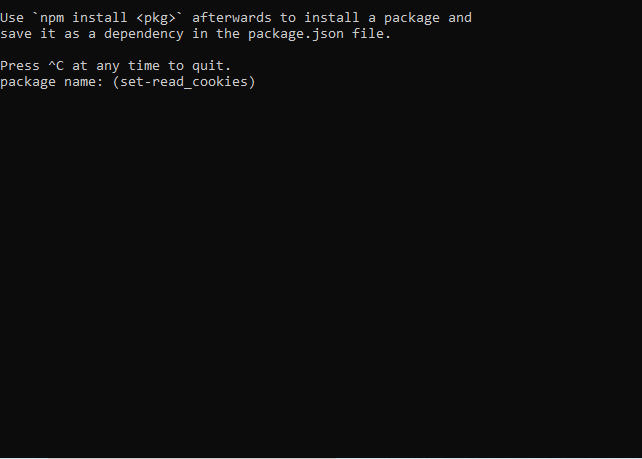 Use `npm install <pkg>` afterwards to install a package and
save it as a dependency in the package.json file.
Press ^C at any time to quit.
package name: (set-read_cookies)